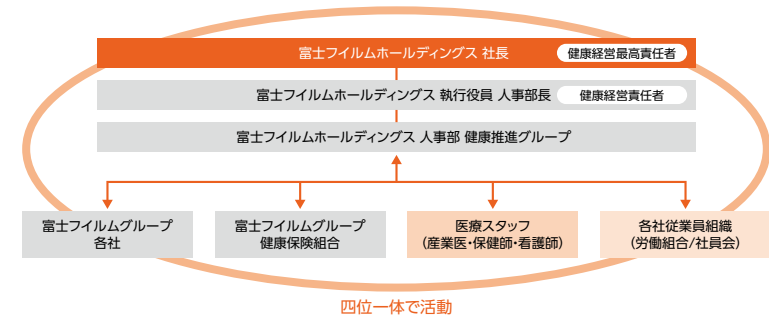 富士フイルムホールディングス 社長 健康経営最高責任者
富士フイルムホールディングス 執行役員 人事部長 健康経営責任者
富士フイルムホールディングス 人事部 健康推進グループ
富士フイルムグループ
各社
富士フイルムグループ
健康保険組合
医療スタッフ
(産業医・保健師・看護師)
各社従業員組織
(労働組合/社員会)
四位一体で活動